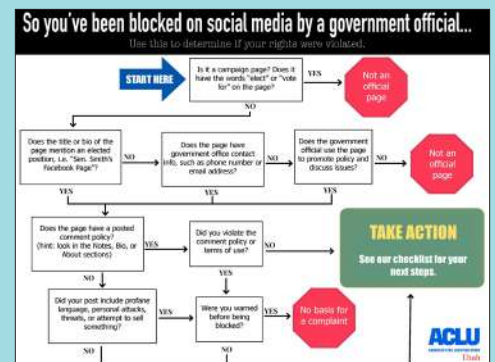 So you've been blocked on social media by a government official...
Use this to determine if your rights were violated.
START HERE
Is it a campaign page? Does it
have the words "elect" or "vote
for" on the page?
YES
Not an
official
page
NO
Does the title or bio of the
page mention an elected
position, i.e. "Sen. Smith's
Facebook Page"?
NO
Does the page have
government office contact
info, such as phone number or
email address?
NO
Does the government
official use the page
to promote policy and
discuss issues?
NO
Not an
official
page
YES
YES
YES
Does the page have a posted
comment policy?
(hint: look in the Notes, Bio, or
About sections)
YES
Did you violate the
comment policy or
terms of use?
NO
TAKE ACTION
See our checklist for your
next steps.
NO
YES
Did your post include profane
language, personal attacks,
threats, or attempt to sell
something?
YES
Were you warned
before being
blocked?
YES
No basis for
a complaint
NO
NO
ACLU
Utah